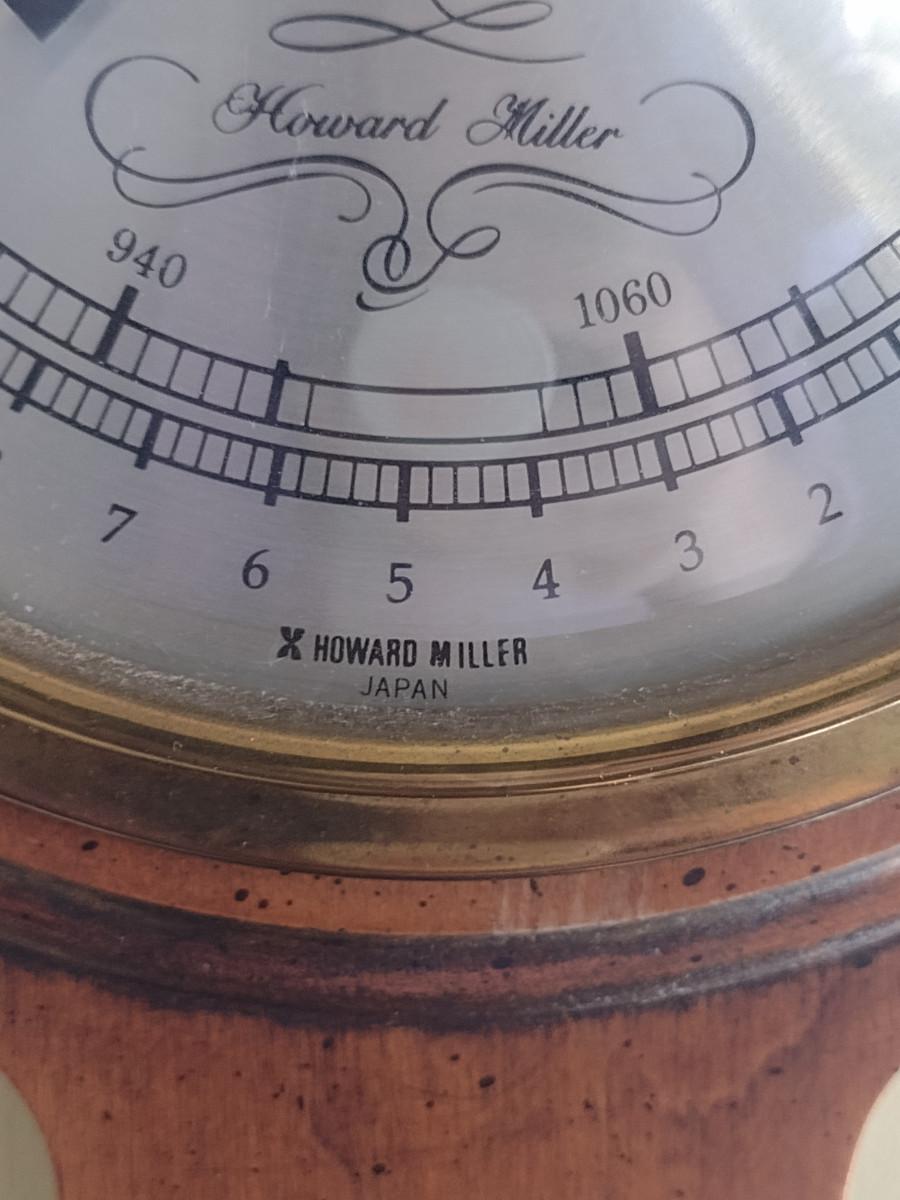 Howard Miller
940
1060
7 6 5 4 3 2
HOWARD MILLER
JAPAN